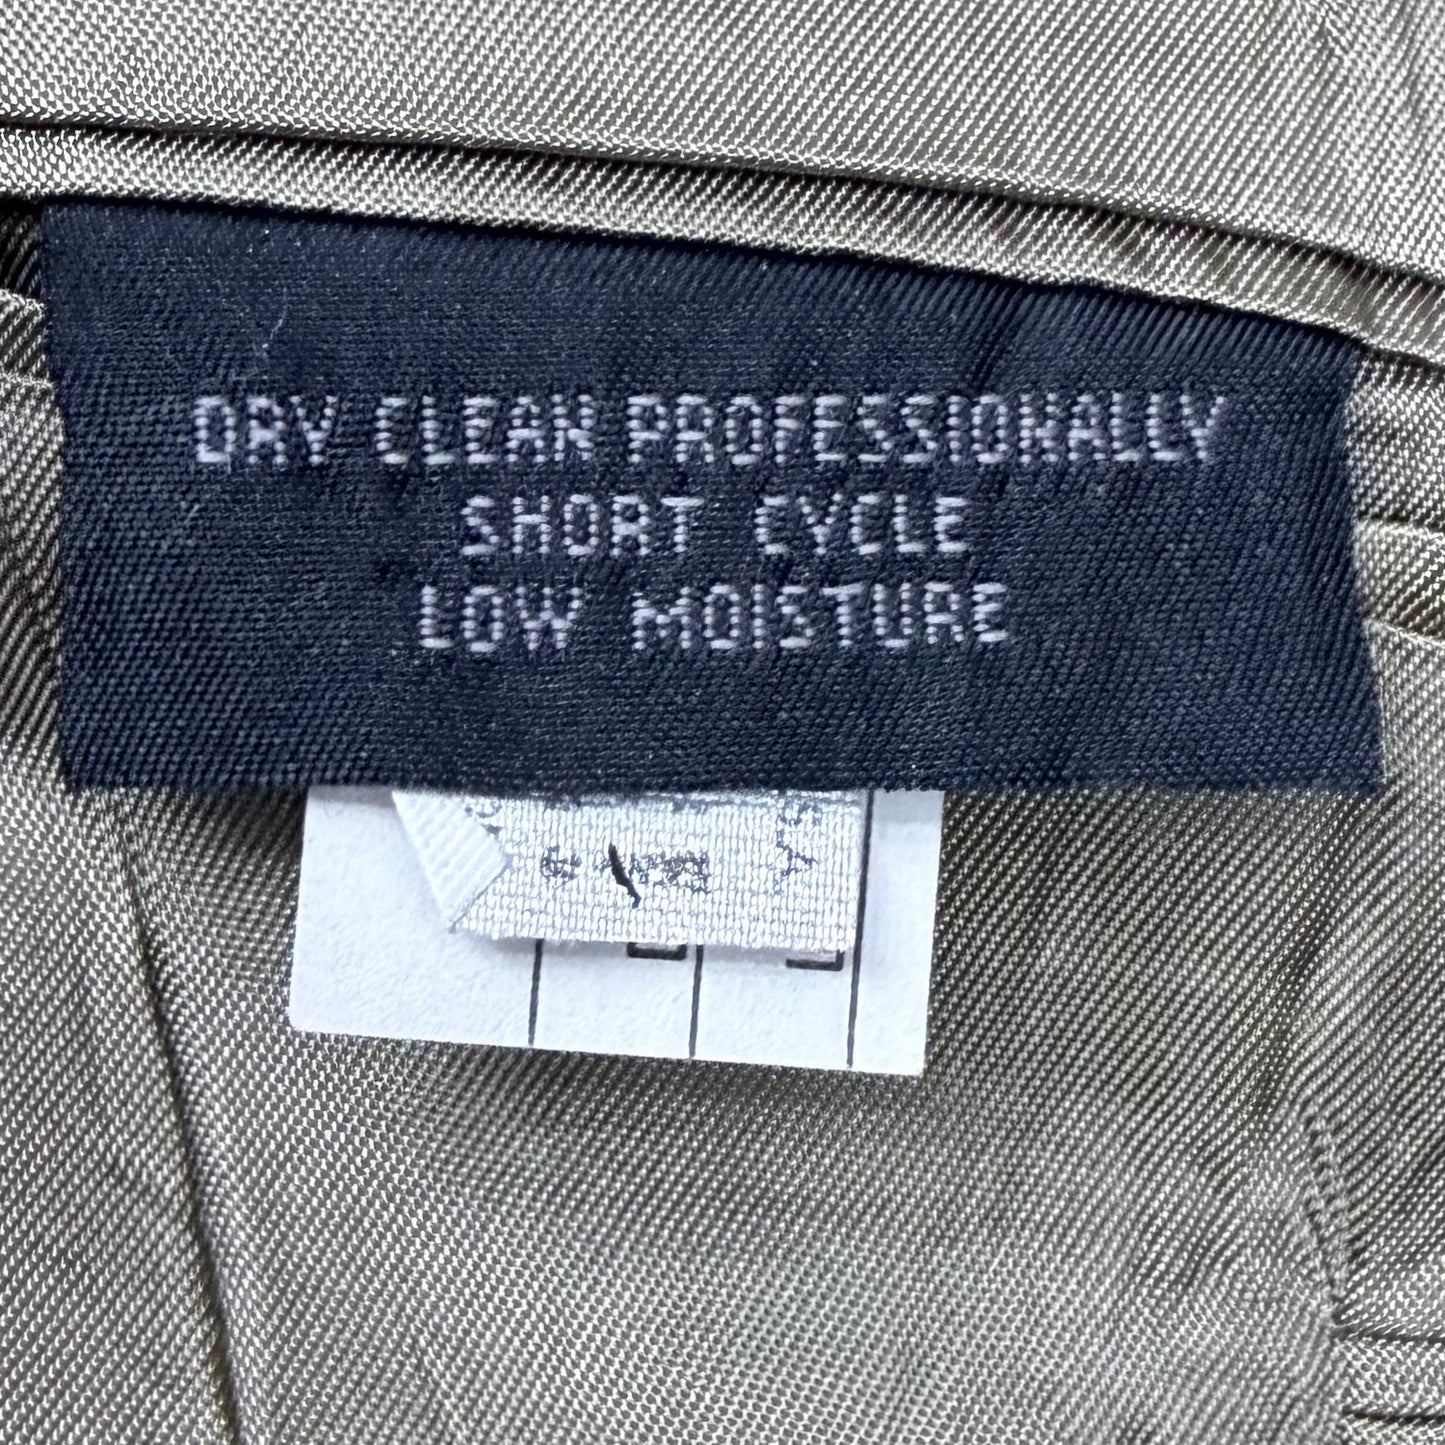 DRY CLEAN PROFESSIONALLY
SHORT CYCLE
LOW MOISTURE